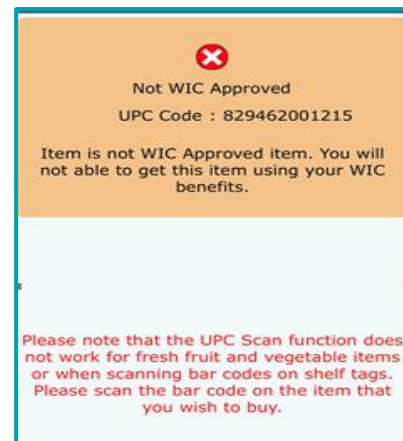 Not WIC Approved
UPC Code : 829462001215
Item is not WIC Approved item. You will
not able to get this item using your WIC
benefits.
Please note that the UPC Scan function does
not work for fresh fruit and vegetable items
or when scanning bar codes on shelf tags.
Please scan the bar code on the item that
you wish to buy.